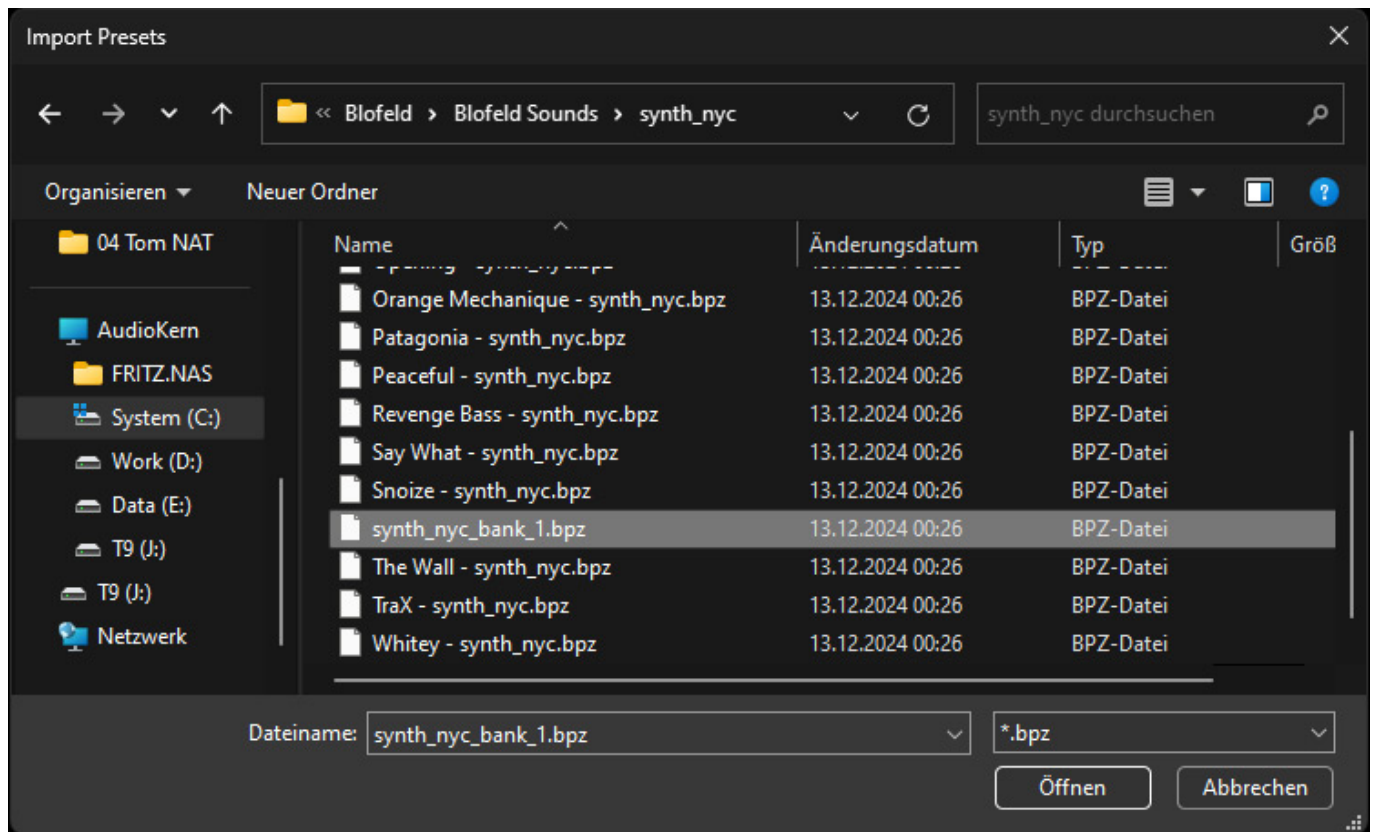 Import Presets
« Blofeld > Blofeld Sounds > synth_nyc
synth_nyc durchsuchen
Organisieren
Neuer Ordner
04 Tom NAT
AudioKern
FRITZ.NAS
System (C:)
Work (D:)
Data (E:)
T9 (J:)
T9 (J:)
Netzwerk
Name Änderungsdatum Typ Größ
Orange Mechanique - synth_nyc.bpz 13.12.2024 00:26 BPZ-Datei
Patagonia - synth_nyc.bpz 13.12.2024 00:26 BPZ-Datei
Peaceful - synth_nyc.bpz 13.12.2024 00:26 BPZ-Datei
Revenge Bass - synth_nyc.bpz 13.12.2024 00:26 BPZ-Datei
Say What - synth_nyc.bpz 13.12.2024 00:26 BPZ-Datei
Snoize - synth_nyc.bpz 13.12.2024 00:26 BPZ-Datei
synth_nyc_bank_1.bpz 13.12.2024 00:26 BPZ-Datei
The Wall - synth_nyc.bpz 13.12.2024 00:26 BPZ-Datei
TraX - synth_nyc.bpz 13.12.2024 00:26 BPZ-Datei
Whitey - synth_nyc.bpz 13.12.2024 00:26 BPZ-Datei
Dateiname: synth_nyc_bank_1.bpz
*.bpz
Öffnen
Abbrechen